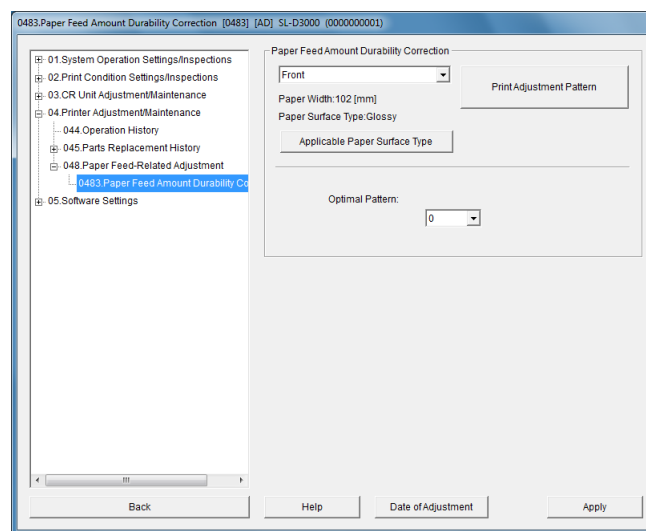 0483.Paper Feed Amount Durability Correction [0483] [AD] SL-D3000 (0000000001)
01.System Operation Settings/Inspections
02.Print Condition Settings/Inspections
03.CR Unit Adjustment/Maintenance
04.Printer Adjustment/Maintenance
044.Operation History
045.Parts Replacement History
048.Paper Feed-Related Adjustment
0483.Paper Feed Amount Durability Co
05.Software Settings
Paper Feed Amount Durability Correction
Front
Print Adjustment Pattern
Paper Width:102 [mm]
Paper Surface Type:Glossy
Applicable Paper Surface Type
Optimal Pattern:
0
Back
Help
Date of Adjustment
Apply